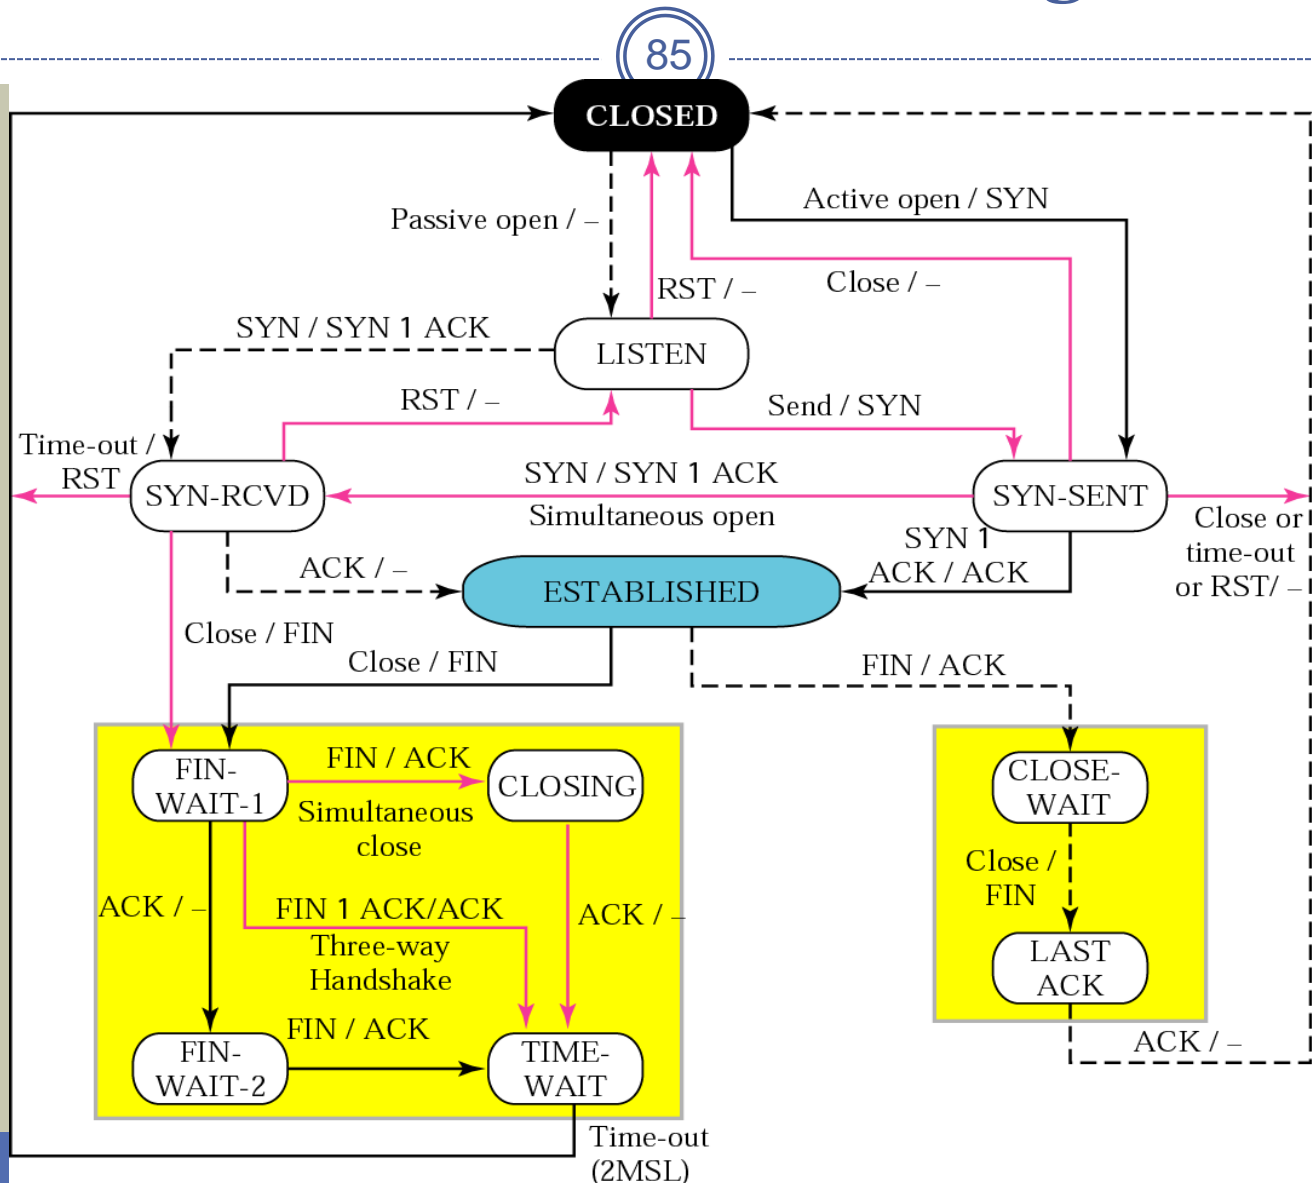 85
CLOSED
Active open / SYN
Passive open / –
Close / –
RST / –
SYN / SYN 1 ACK
LISTEN
RST / –
Send / SYN
Time-out /
RST
SYN / SYN 1 ACK
SYN-RCVD
SYN-SENT
Simultaneous open
Close or
time-out
or RST/ –
SYN 1
ACK / ACK
ACK / –
ESTABLISHED
Close / FIN
Close / FIN
FIN / ACK
FIN-
WAIT-1
FIN / ACK
CLOSING
Simultaneous
close
CLOSE-
WAIT
Close /
FIN
ACK / –
FIN 1 ACK/ACK
Three-way
Handshake
ACK / –
LAST
ACK
FIN / ACK
FIN-
WAIT-2
TIME-
WAIT
ACK / –
Time-out
(2MSL)